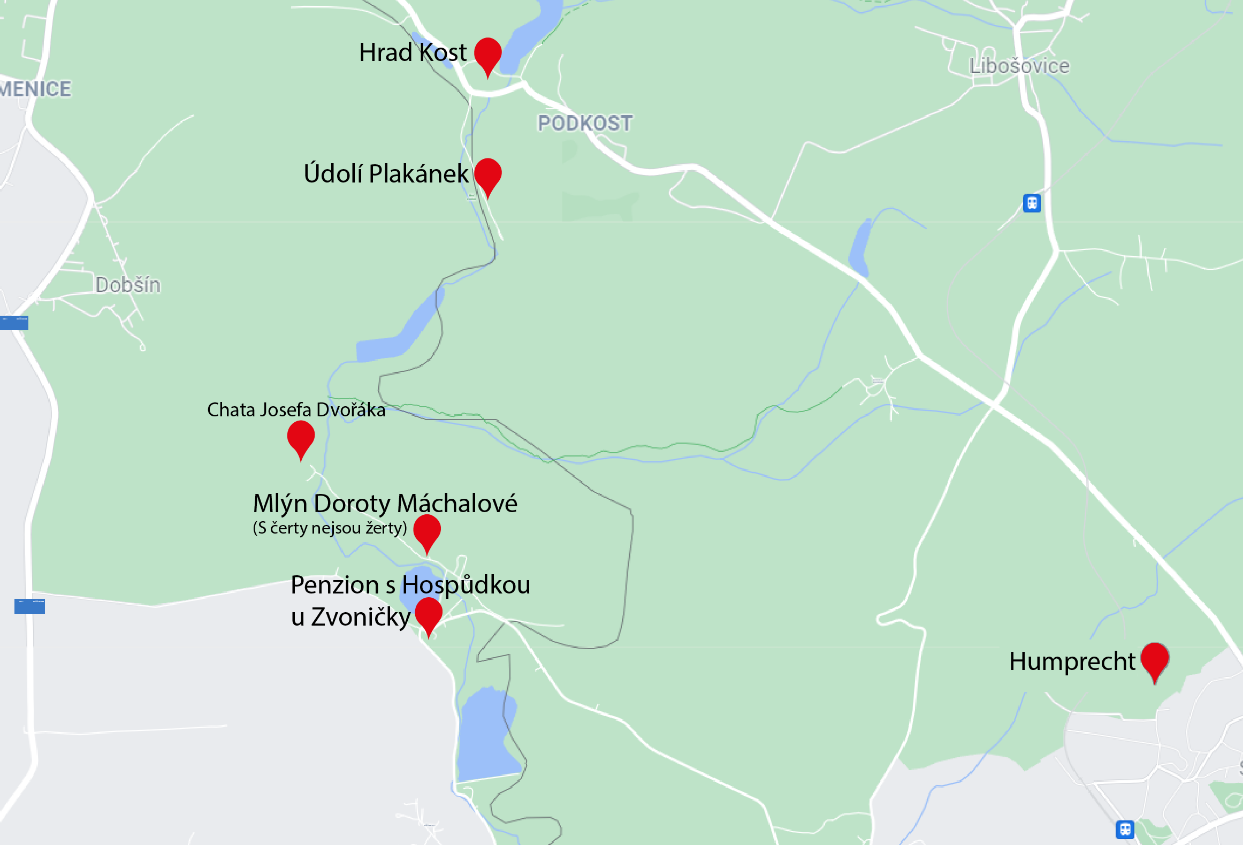 Hrad Kost
Libošovice
MENICE
PODKOST
Údolí Plakánek
Dobšín
Chata Josefa Dvořáka
Mlýn Doroty Máchalové
(S čerty nejsou žerty)
Penzion s Hospůdkou
u Zvoničky
Humprecht